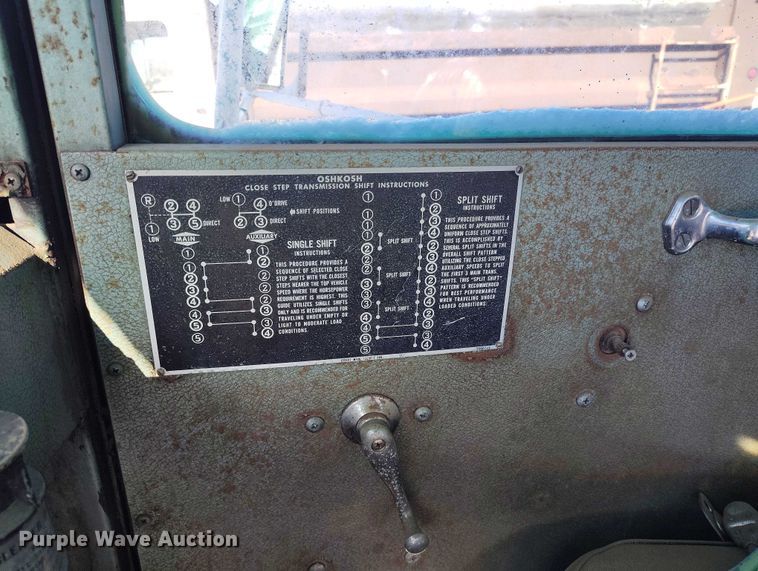 OSHKOSH
CLOSE STEP TRANSMISSION SHIFT INSTRUCTIONS
R 2 4
1 3 5 DIRECT
LOW MAIN
LOW 1 4 O'DRIVE
2 3 DIRECT
AUXILIARY
SHIFT POSITIONS
SINGLE SHIFT
INSTRUCTIONS
THIS PROCEDURE PROVIDES A
SEQUENCE OF SELECTED, CLOSE
STEP SHIFTS WITH THE CLOSEST
STEPS NEARER THE TOP VEHICLE
SPEED WHERE THE HORSEPOWER
REQUIREMENT IS HIGHEST. THIS
GUIDE UTILIZES SINGLE SHIFTS
ONLY AND IS RECOMMENDED FOR
TRAVELING UNDER EMPTY OR
LIGHT TO MODERATE LOAD
CONDITIONS.
SPLIT SHIFT
SPLIT SHIFT
SPLIT SHIFT
SPLIT SHIFT
INSTRUCTIONS
THIS PROCEDURE PROVIDES A
SEQUENCE OF APPROXIMATELY
UNIFORM CLOSE STEP SHIFTS.
THIS IS ACCOMPLISHED BY
SEVERAL SPLIT SHIFTS IN THE
OVERALL SHIFT PATTERN
UTILIZING THE CLOSE STEPPED
AUXILIARY SPEEDS TO SPLIT
THE FIRST 3 MAIN TRANS.
SHIFTS. THIS "SPLIT SHIFT"
PATTERN IS RECOMMENDED
FOR BEST PERFORMANCE
WHEN TRAVELING UNDER
LOADED CONDITIONS.
Purple Wave Auction